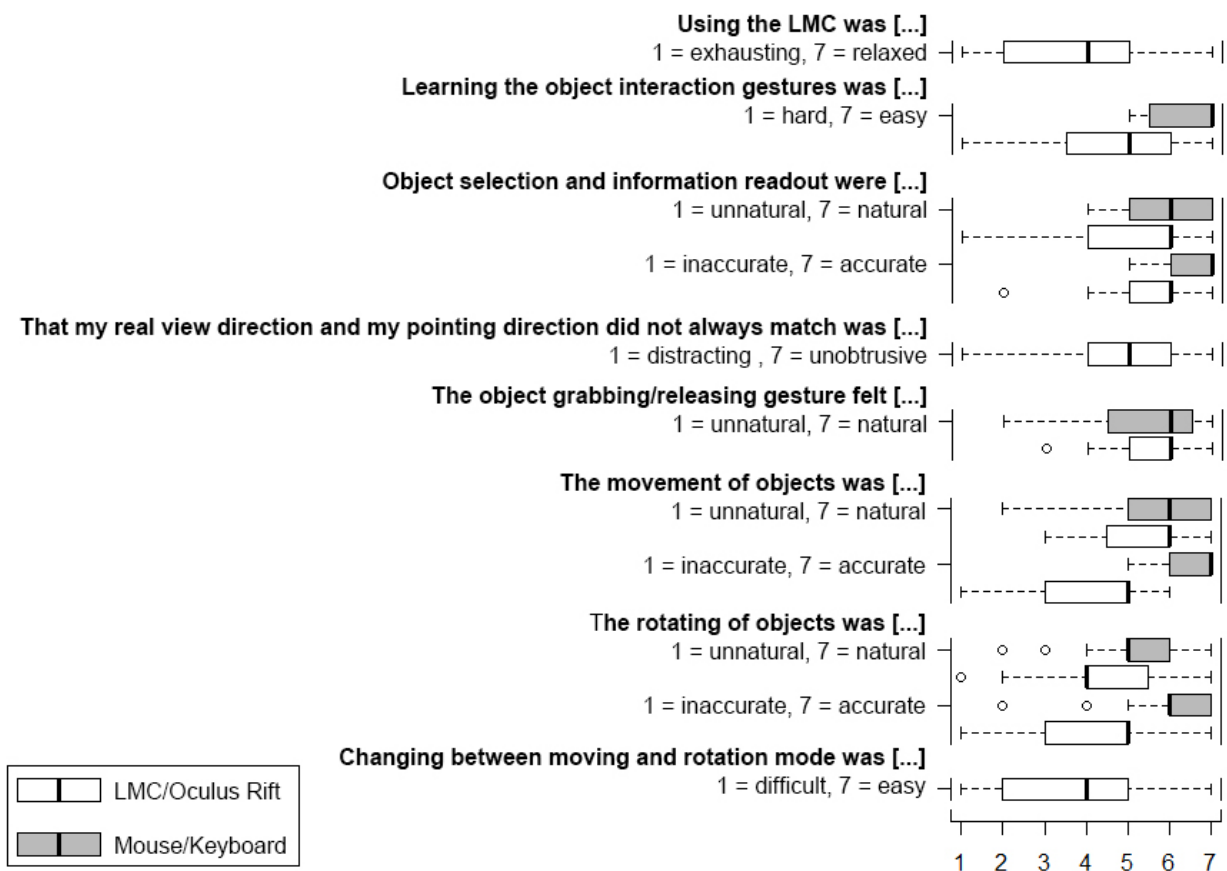 Using the LMC was [...]
1 = exhausting, 7 = relaxed
Learning the object interaction gestures was [...]
1 = hard, 7 = easy
Object selection and information readout were [...]
1 = unnatural, 7 = natural
1 = inaccurate, 7 = accurate
That my real view direction and my pointing direction did not always match was [...]
1 = distracting , 7 = unobtrusive
The object grabbing/releasing gesture felt [...]
1 = unnatural, 7 = natural
The movement of objects was [...]
1 = unnatural, 7 = natural
1 = inaccurate, 7 = accurate
The rotating of objects was [...]
1 = unnatural, 7 = natural
1 = inaccurate, 7 = accurate
Changing between moving and rotation mode was [...]
1 = difficult, 7 = easy
LMC/Oculus Rift
Mouse/Keyboard
1 2 3 4 5 6 7